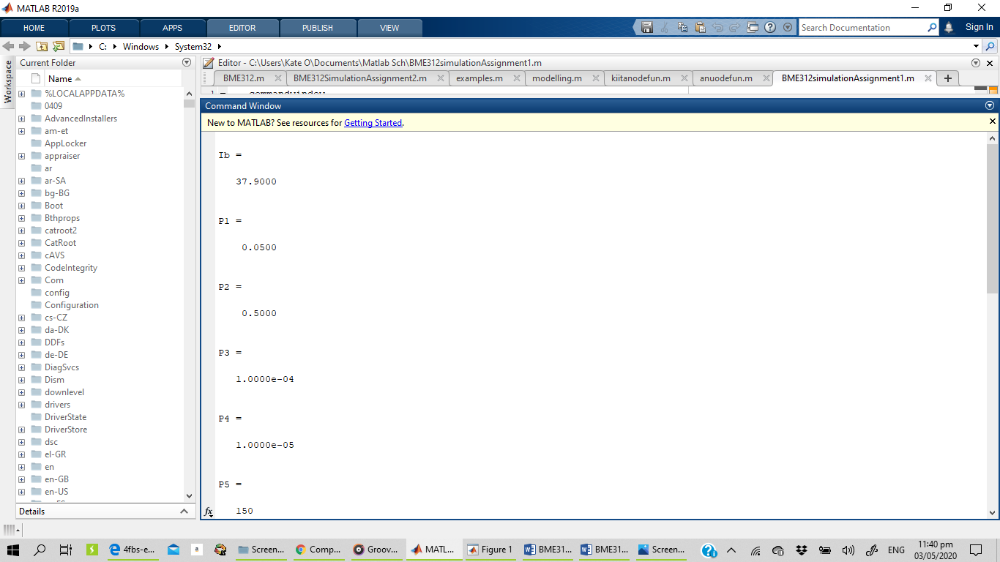 MATLAB R2019a
HOME PLOTS APPS EDITOR PUBLISH VIEW Search Documentation Sign In
C: Windows System32
Workspace
Current Folder
Name
%LOCALAPPDATA%
0409
AdvancedInstallers
am-et
AppLocker
appraiser
ar
ar-SA
bg-BG
Boot
Bthprops
catroot2
CatRoot
cAVS
CodeIntegrity
Com
config
Configuration
cs-CZ
da-DK
DDFs
de-DE
DiagSvcs
Dism
downlevel
drivers
DriverState
DriverStore
dsc
el-GR
en
en-GB
en-US
Details
Editor - C:\Users\Kate O\Documents\Matlab Sch\BME312simulationAssignment1.m
BME312.m BME312SimulationAssignment2.m examples.m modelling.m kiitanodefun.m anuodefun.m BME312simulationAssignment1.m
Command Window
New to MATLAB? See resources for Getting Started.
Ib =
37.9000
P1 =
0.0500
P2 =
0.5000
P3 =
1.0000e-04
P4 =
1.0000e-05
P5 =
150
fx
4fbs-e... Screen... Comp... Groov... MATL... Figure 1 BME31... BME31... Screen... ENG 11:40 pm
03/05/2020